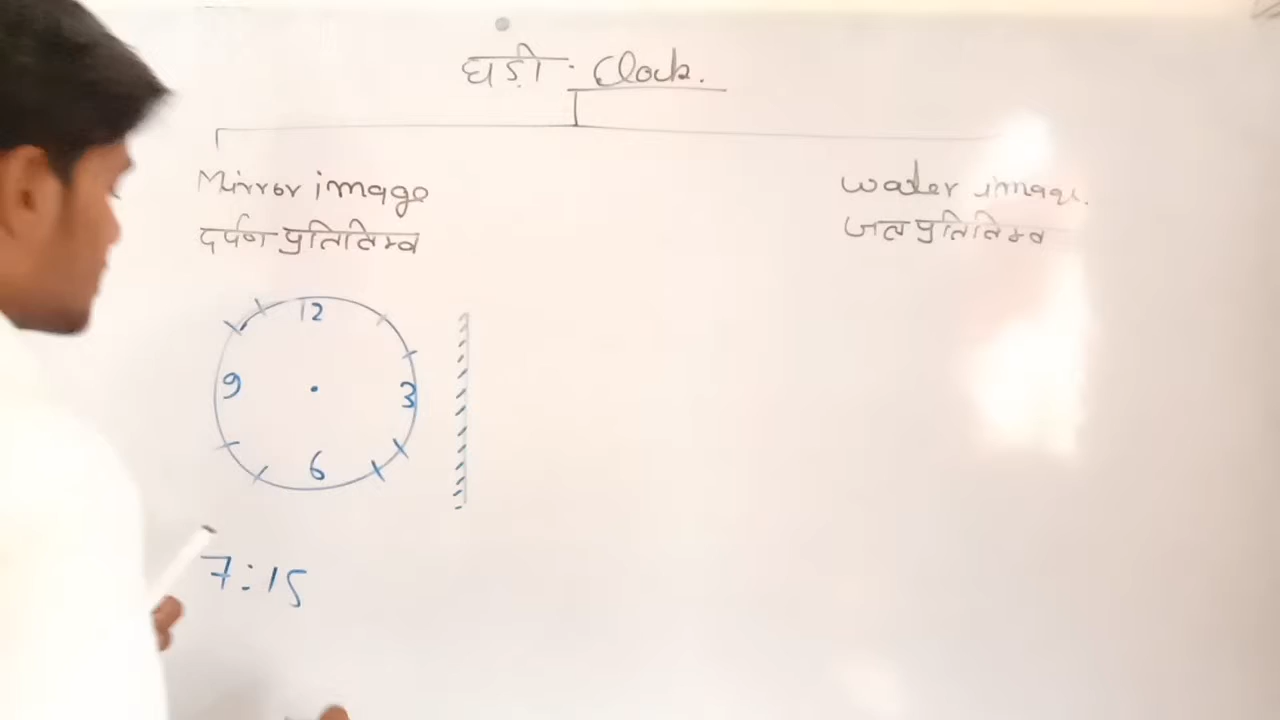 घड़ी - Clock.
Mirror image
दर्पण प्रतितिम्व
water image.
जल प्रतितिम्व
12
9
3
6
7:15